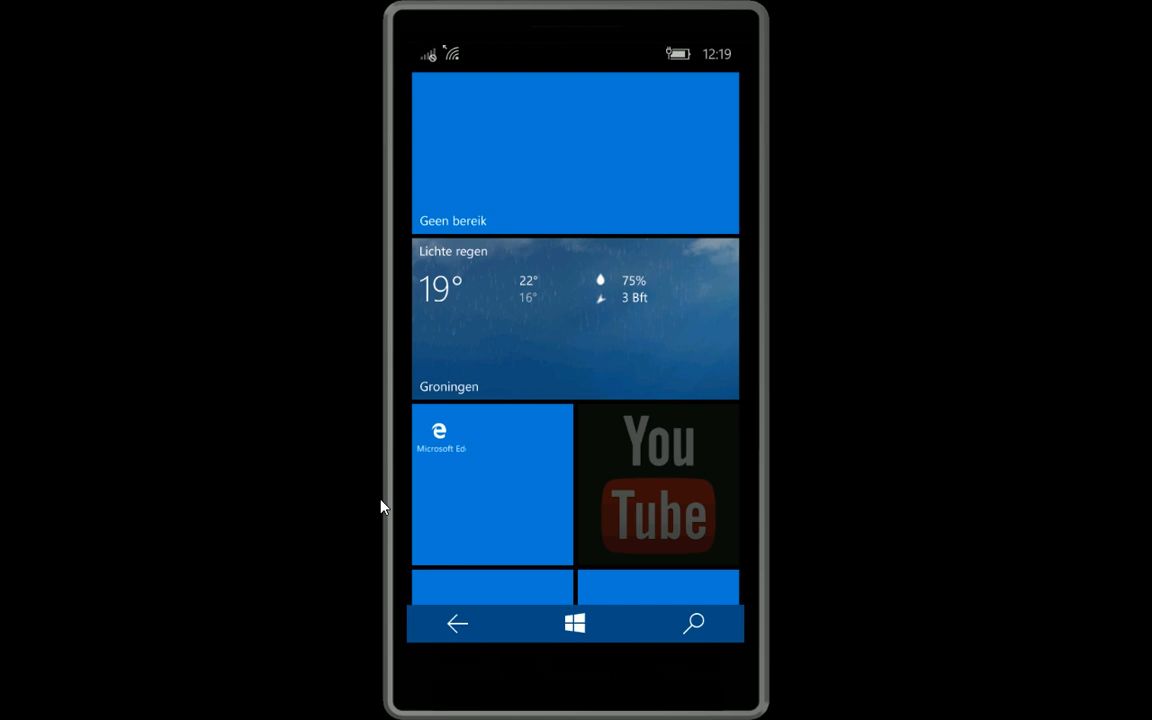 12:19
Geen bereik
Lichte regen
19° 22° 75%
16° 3 Bft
Groningen
Microsoft Ed
You
Tube